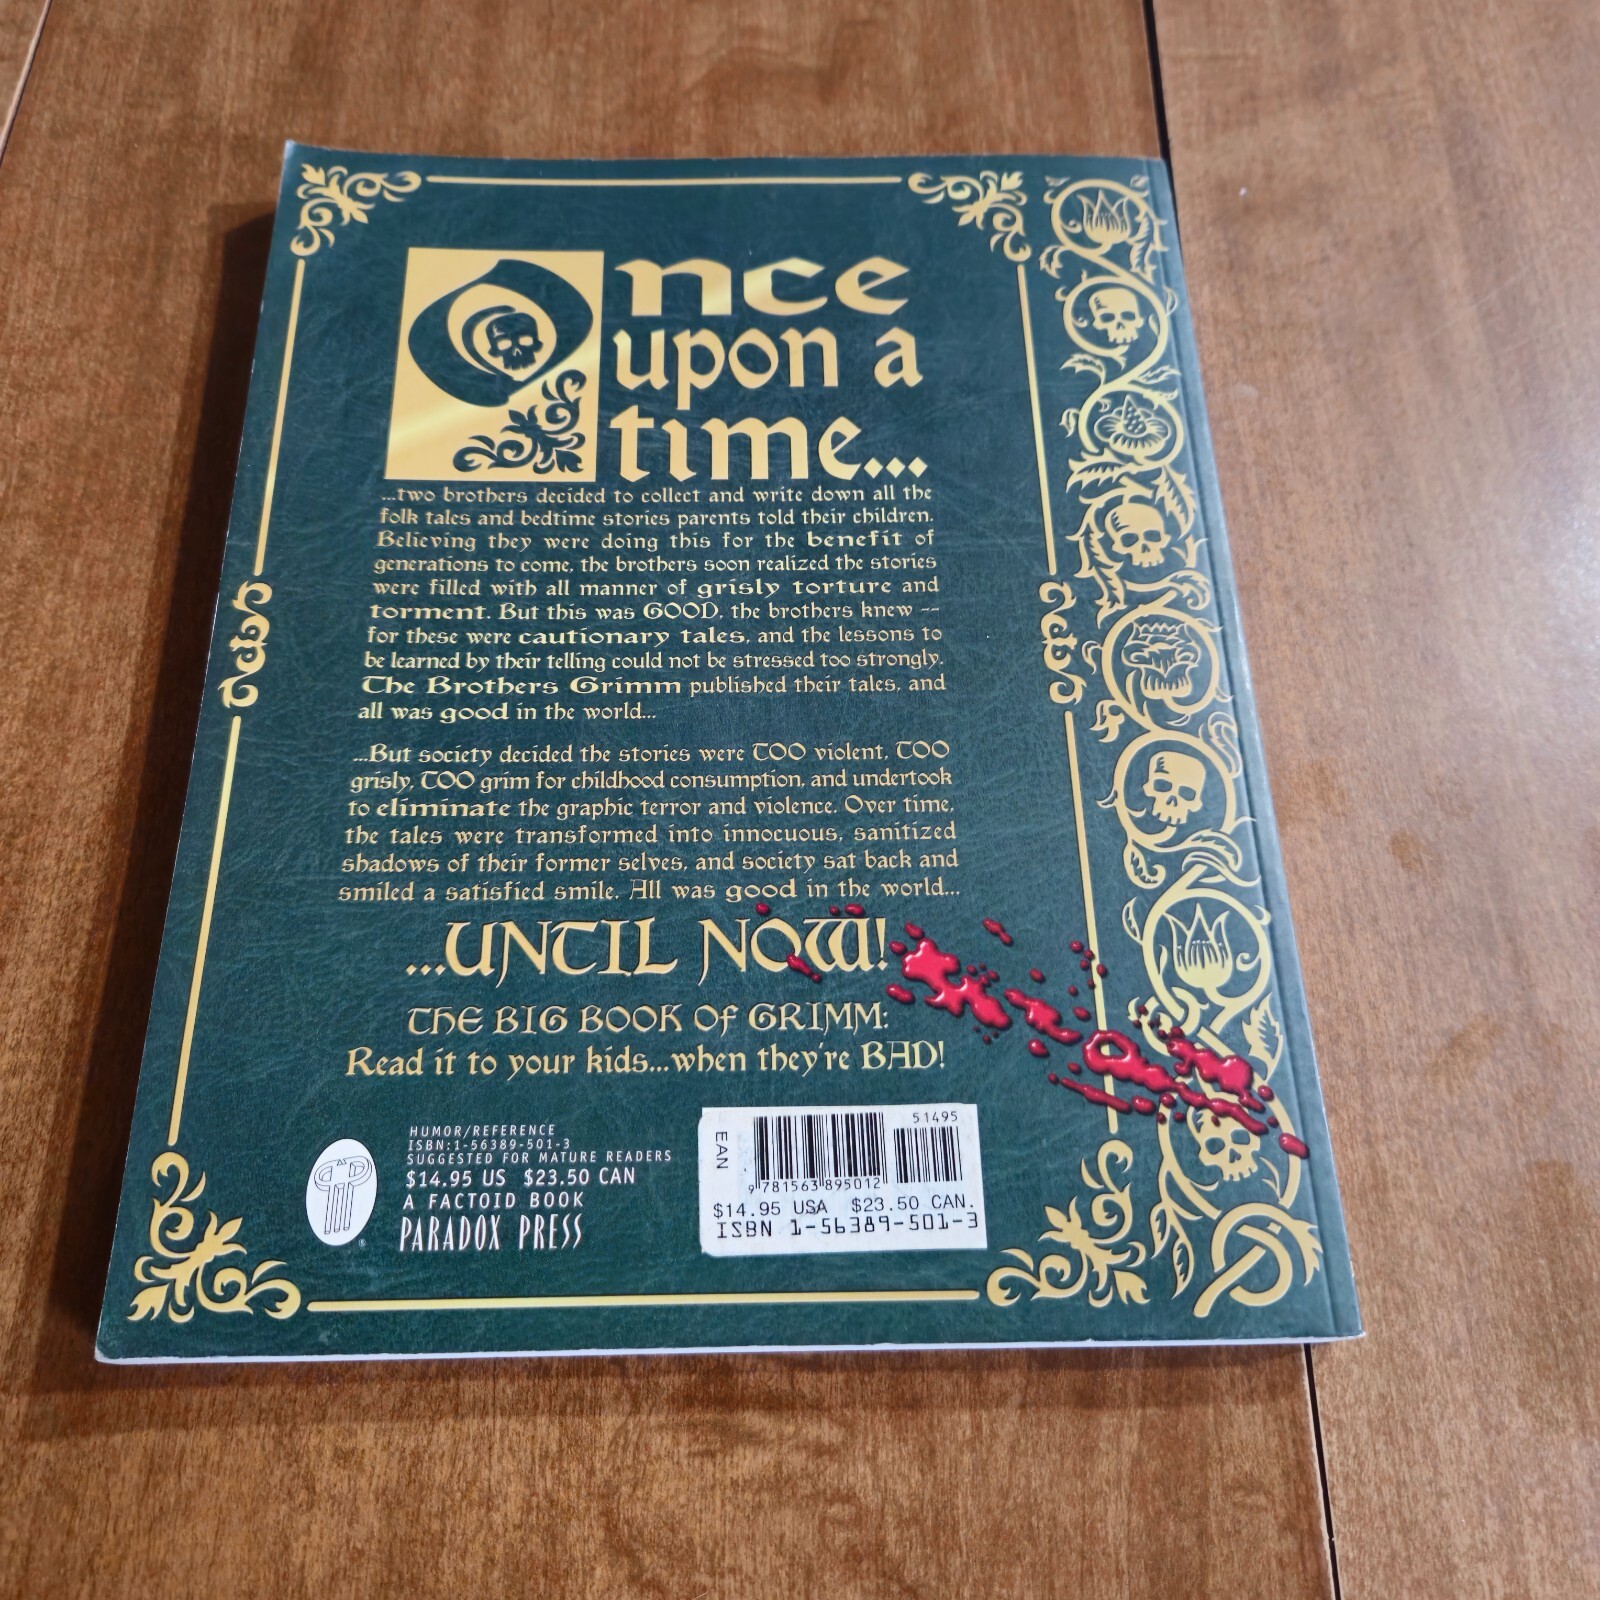 Once
upon a
time...
...two brothers decided to collect and write down all the
folk tales and bedtime stories parents told their children.
Believing they were doing this for the benefit of
generations to come, the brothers soon realized the stories
were filled with all manner of grisly torture and
torment. But this was GOOD, the brothers knew --
for these were cautionary tales, and the lessons to
be learned by their telling could not be stressed too strongly.
The Brothers Grimm published their tales, and
all was good in the world...
...But society decided the stories were TOO violent, TOO
grisly, TOO grim for childhood consumption, and undertook
to eliminate the graphic terror and violence. Over time,
the tales were transformed into innocuous, sanitized
shadows of their former selves, and society sat back and
smiled a satisfied smile. All was good in the world...
...UNTIL NOW!
THE BIG BOOK OF GRIMM:
Read it to your kids...when they're BAD!
HUMOR/REFERENCE
ISBN:1-56389-501-3
SUGGESTED FOR MATURE READERS
$14.95 US $23.50 CAN
A FACTOID BOOK
PARADOX PRESS
®
EAN
51495
9 781563 895012
$14.95 USA $23.50 CAN.
ISBN 1-56389-501-3